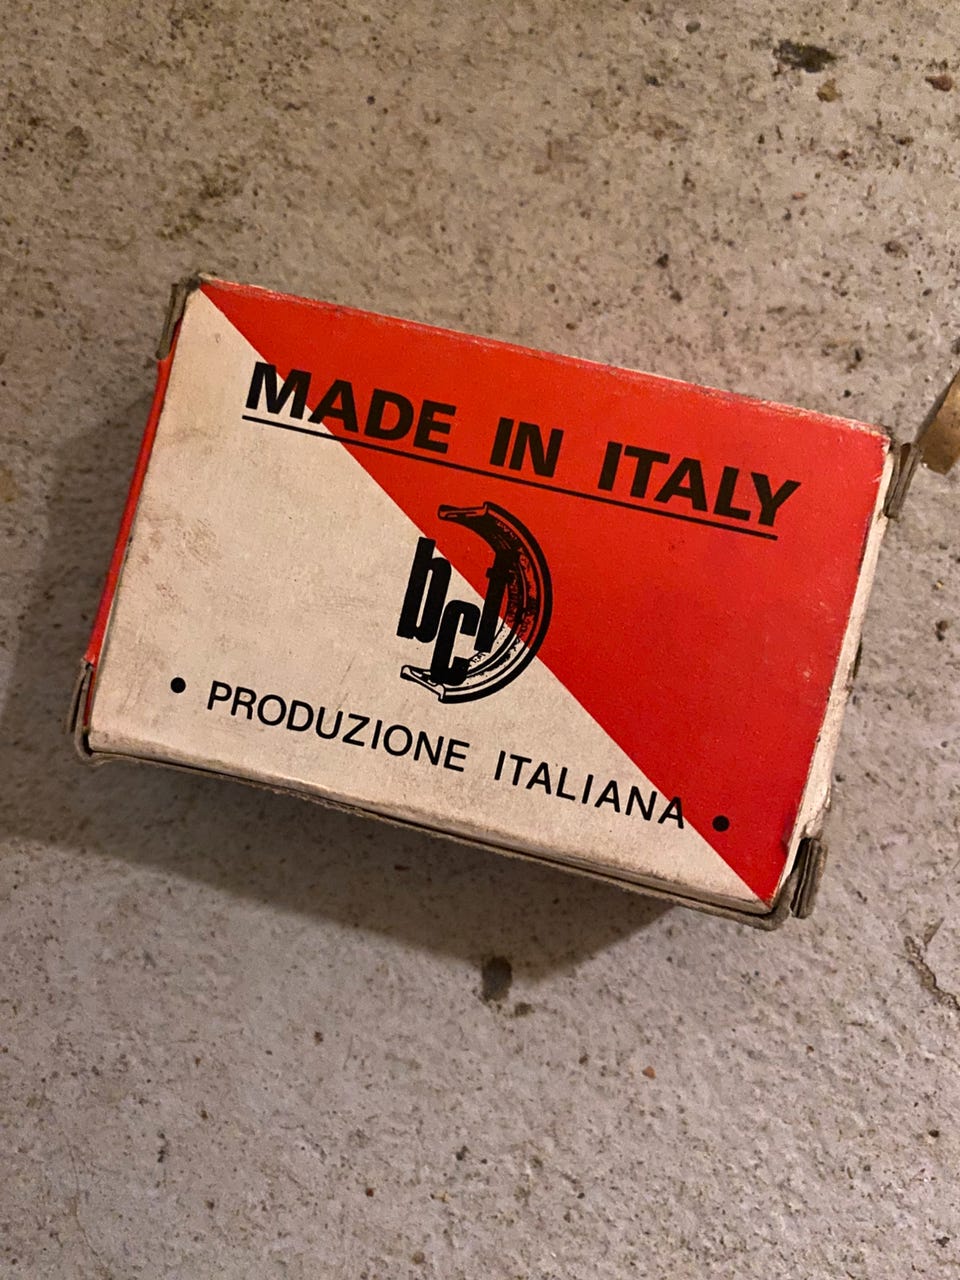 MADE IN ITALY
bcf
• PRODUZIONE ITALIANA •